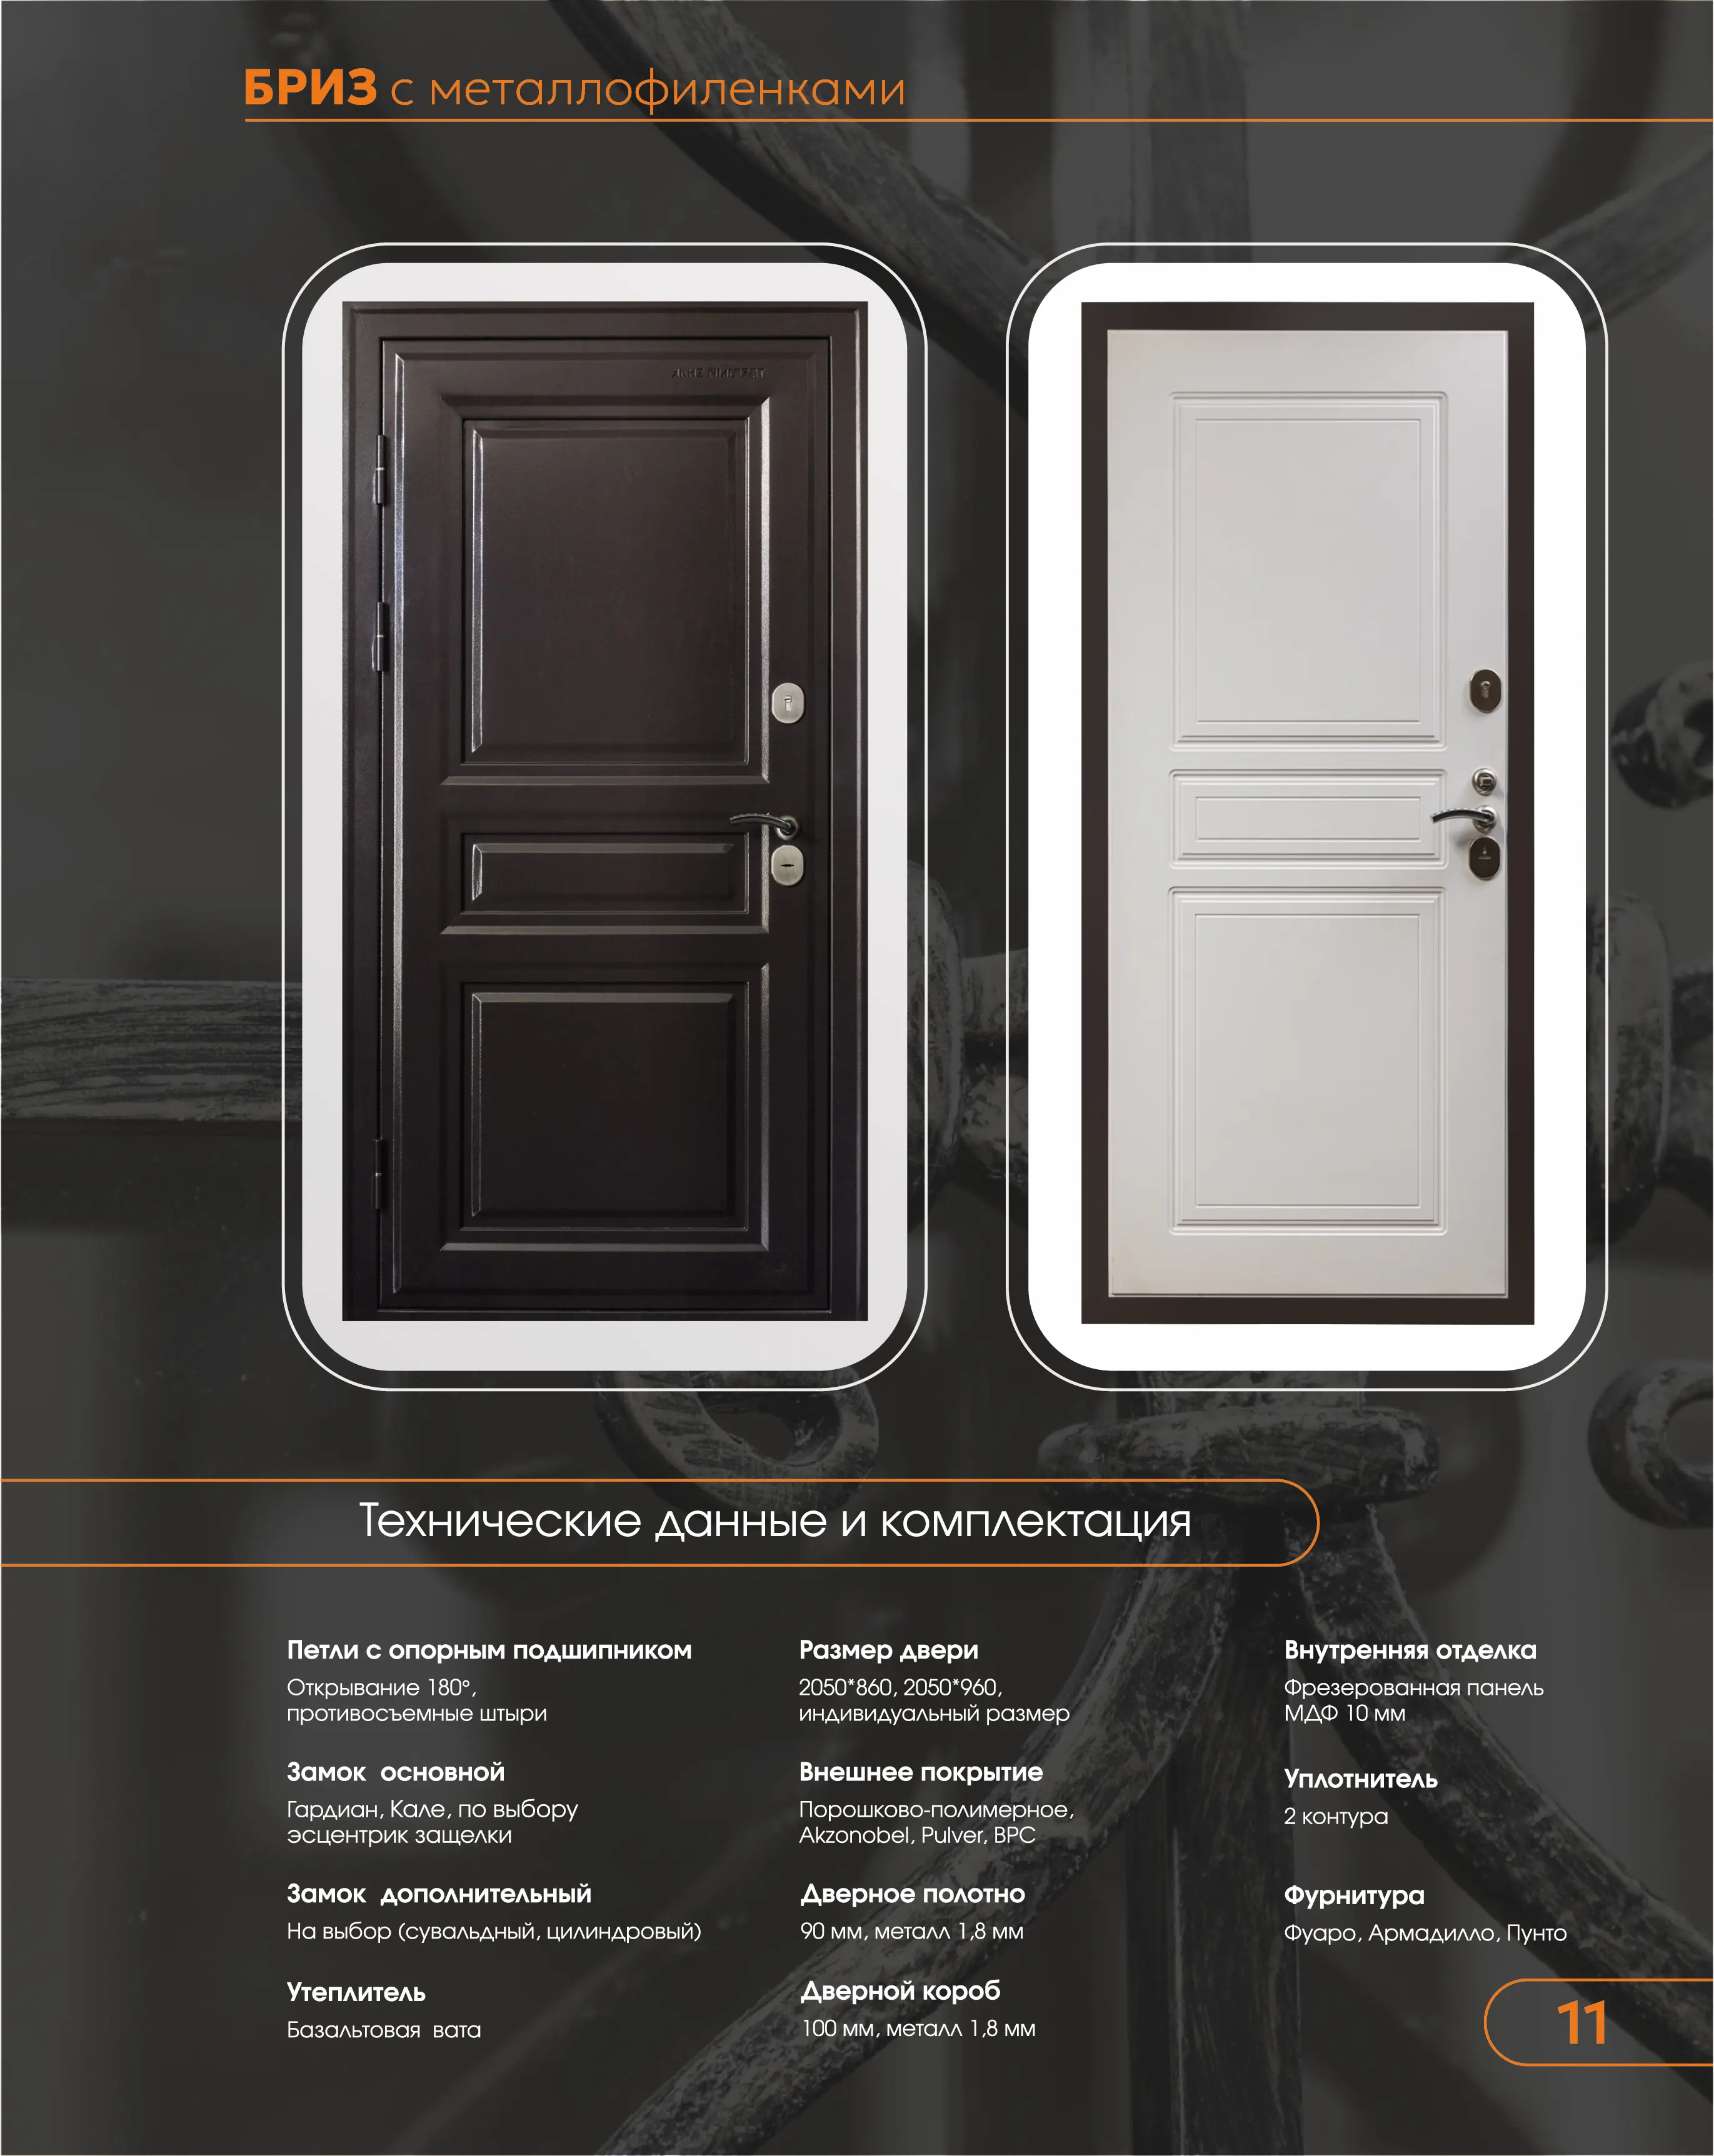 БРИЗ с металлофиленками
Технические данные и комплектация
Петли с опорным подшипником
Открывание 180°,
противосъемные штыри
Замок основной
Гардиан, Кале, по выбору
эсцентрик защелки
Замок дополнительный
На выбор (сувальдный, цилиндровый)
Утеплитель
Базальтовая вата
Размер двери
2050*860, 2050*960,
индивидуальный размер
Внешнее покрытие
Порошково-полимерное,
Akzonobel, Pulver, ВРС
Дверное полотно
90 мм, металл 1,8 мм
Дверной короб
100 мм, металл 1,8 мм
Внутренняя отделка
Фрезерованная панель
МДФ 10 мм
Уплотнитель
2 контура
Фурнитура
Фуаро, Армадилло, Пунто
11